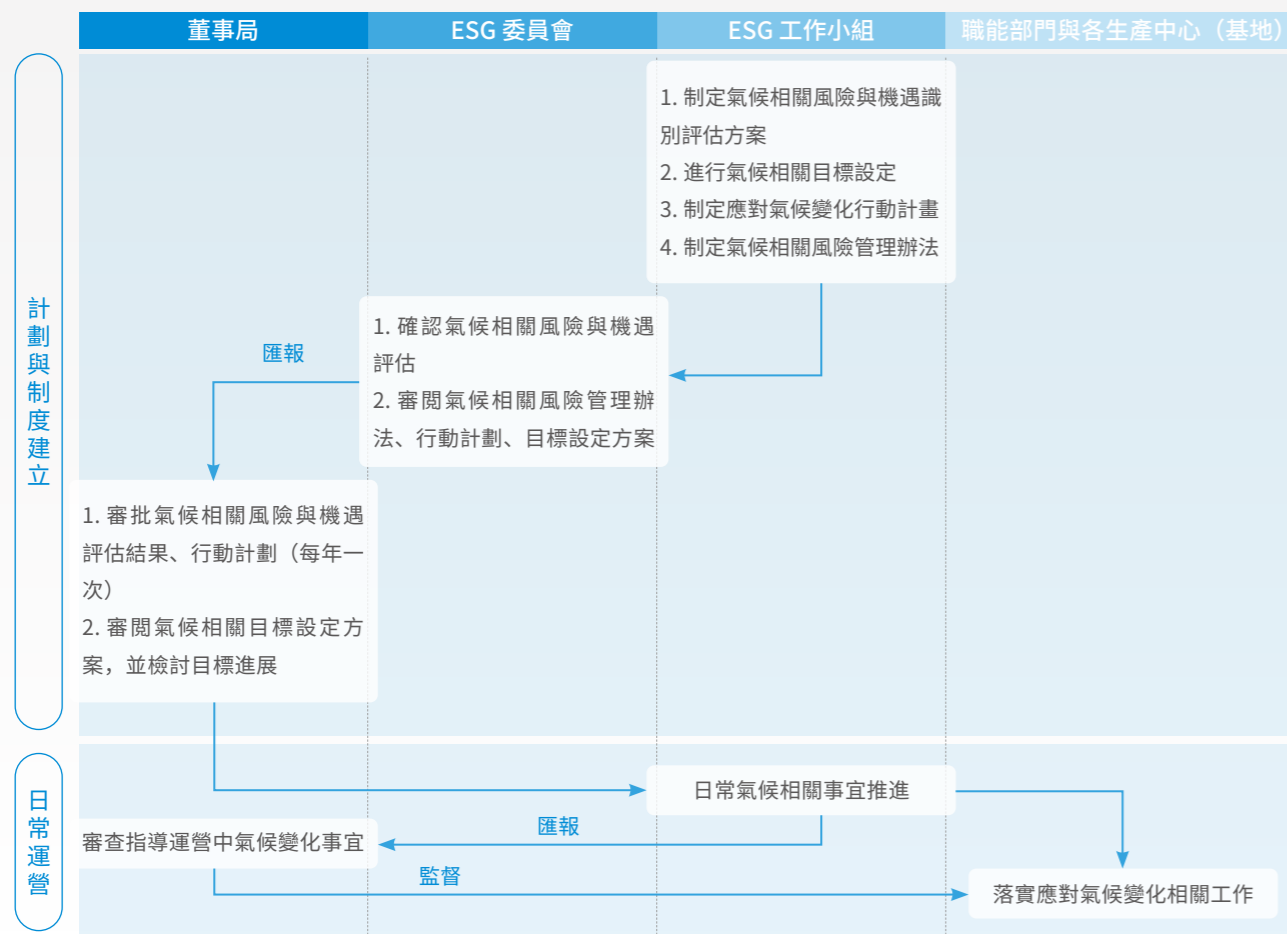 董事局
ESG 委員會
ESG 工作小組
職能部門與各生產中心（基地）
計劃與制度建立
1. 制定氣候相關風險與機遇識
別評估方案
2. 進行氣候相關目標設定
3. 制定應對氣候變化行動計畫
4. 制定氣候相關風險管理辦法
1. 確認氣候相關風險與機遇
評估
2. 審閱氣候相關風險管理辦
法、行動計劃、目標設定方案
匯報
1. 審批氣候相關風險與機遇
評估結果、行動計劃（每年一
次）
2. 審閱氣候相關目標設定方
案，並檢討目標進展
日常運營
日常氣候相關事宜推進
匯報
審查指導運營中氣候變化事宜
監督
落實應對氣候變化相關工作